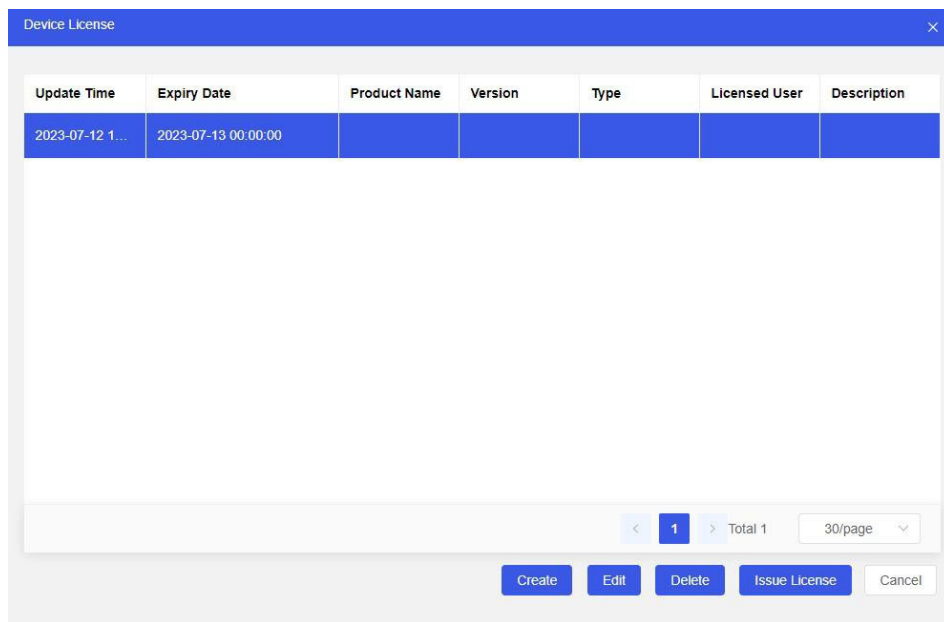 Device License
Update Time Expiry Date Product Name Version Type Licensed User Description
2023-07-12 1... 2023-07-13 00:00:00
1 Total 1 30/page
Create Edit Delete Issue License Cancel